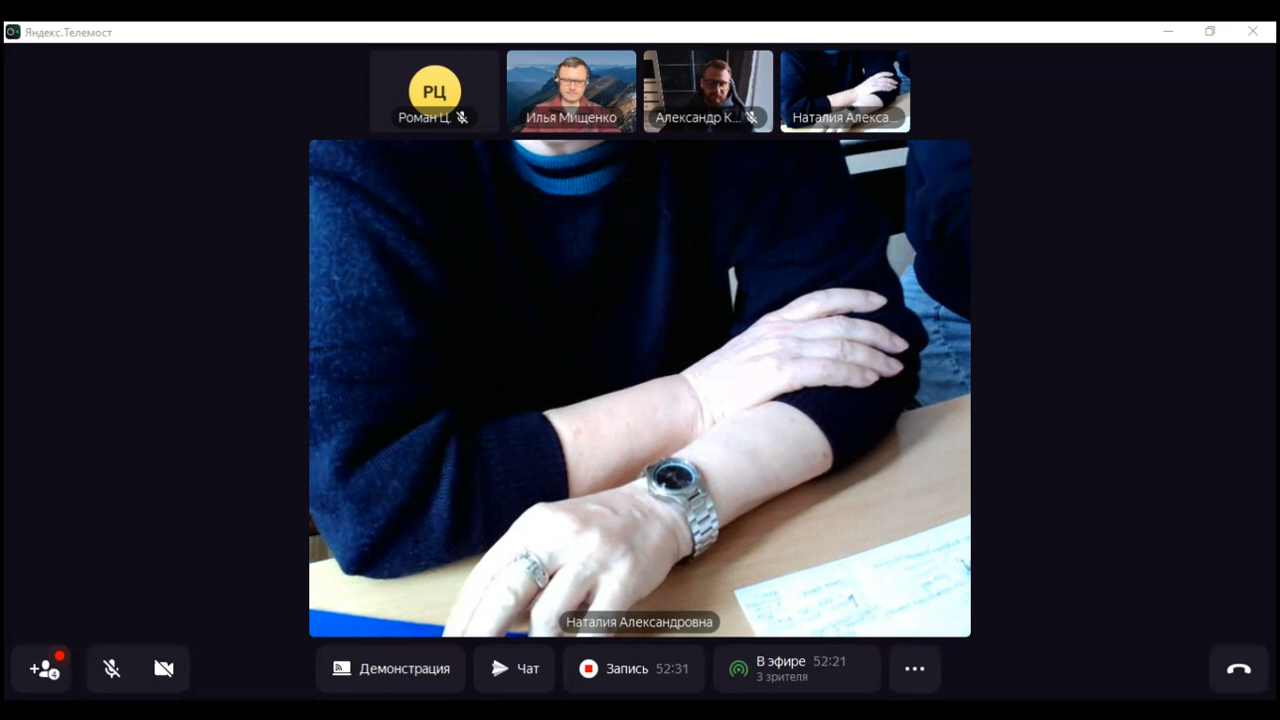 Яндекс.Телемост
РЦ
Роман Ц.
Илья Мищенко
Александр К...
Наталия Алекса...
Наталия Александровна
4
Демонстрация
Чат
Запись 52:31
В эфире 52:21
3 зрителя